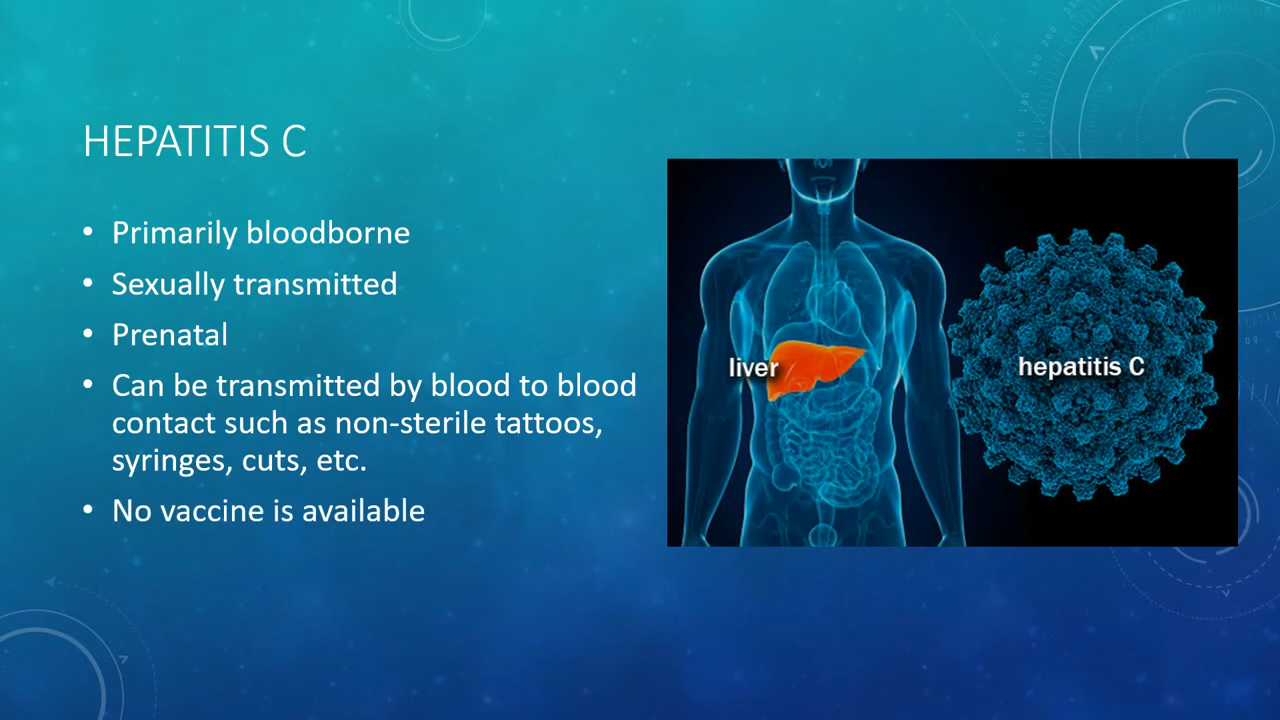 HEPATITIS C
• Primarily bloodborne
• Sexually transmitted
• Prenatal
• Can be transmitted by blood to blood
contact such as non-sterile tattoos,
syringes, cuts, etc.
• No vaccine is available
liver
hepatitis C